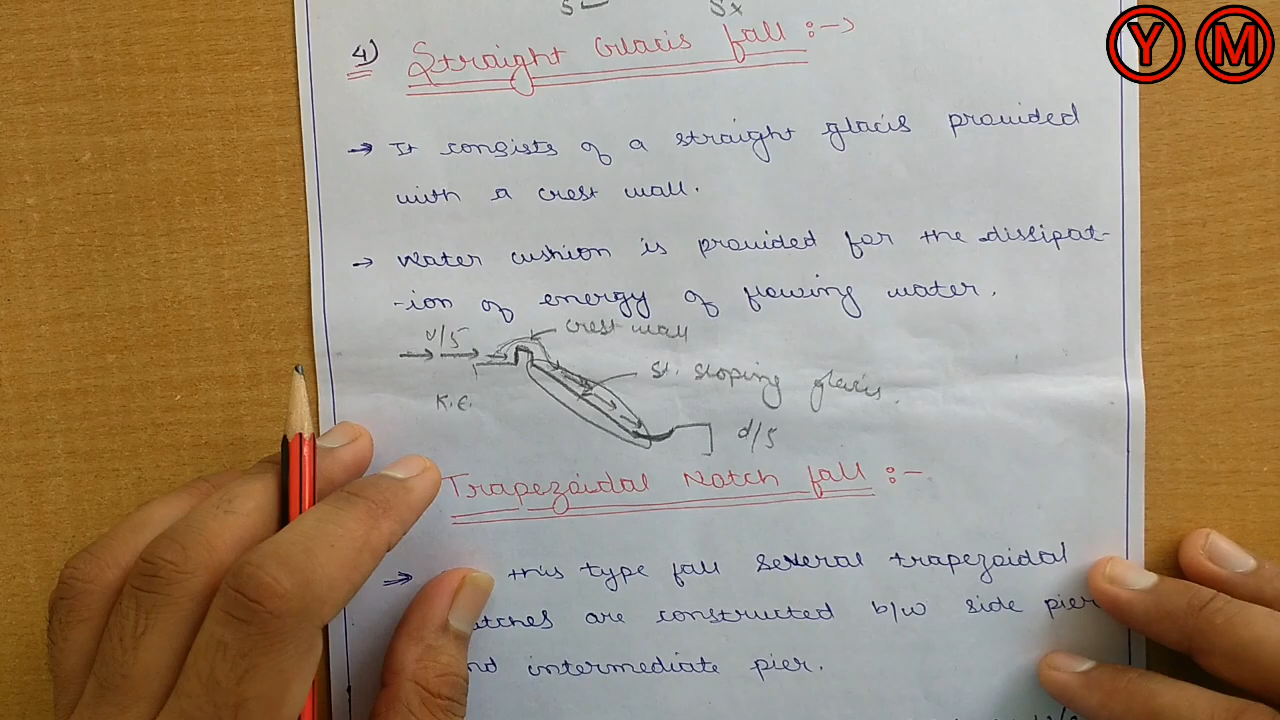 Y M
4) Straight Glacis fall :->
→ It consists of a straight glacis provided
with a crest wall.
→ Water cushion is provided for the dissipat-
-ion of energy of flowing water.
U/S
crest wall
st. sloping glacis.
K.E.
d/S
Trapezoidal Notch fall :-
→ this type fall several trapezoidal
are constructed b/w side pier
intermediate pier.